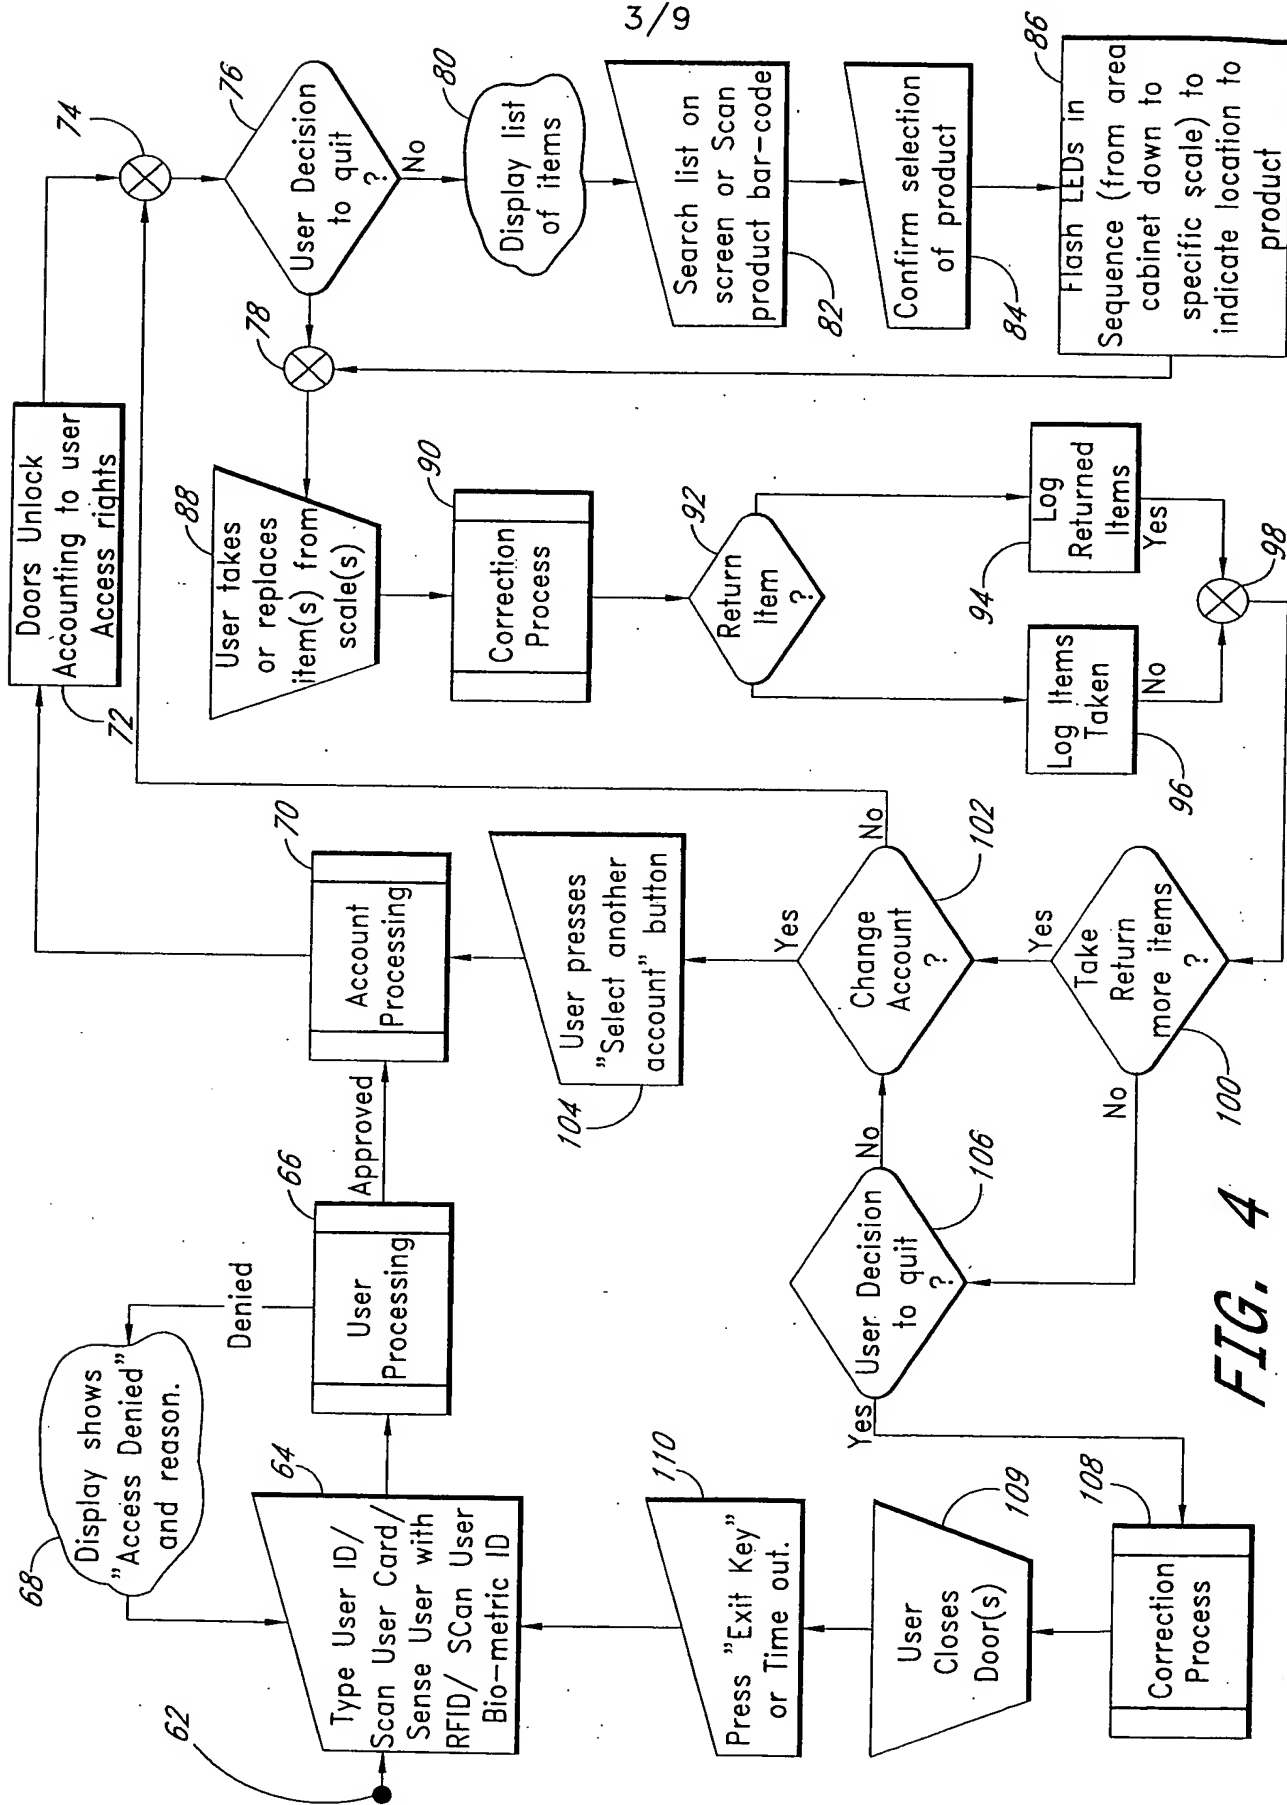 3/9
62
Type User ID/
Scan User Card/
Sense User with
RFID/ SCan User
Bio-metric ID
64
68
Display shows
"Access Denied"
and reason.
Denied
User
Processing
66
Approved
Account
Processing
70
Doors Unlock
Accounting to user
Access rights
72
74
User Decision
to quit
?
76
No
78
Display list
of items
80
Search list on
screen or Scan
product bar-code
82
Confirm selection
of product
84
Flash LEDs in
Sequence (from area
cabinet down to
specific scale) to
indicate location to
product
86
User takes
or replaces
item(s) from
scale(s)
88
Correction
Process
90
Return
Item
?
92
Log
Returned
Items
94
Yes
Log Items
Taken
96
No
98
Take
Return
more items
?
100
Yes
No
Change
Account
?
102
No
Yes
User presses
"Select another
account" button
104
User Decision
to quit
?
106
No
Yes
Correction
Process
108
User
Closes
Door(s)
109
Press "Exit Key"
or Time out.
110
FIG. 4